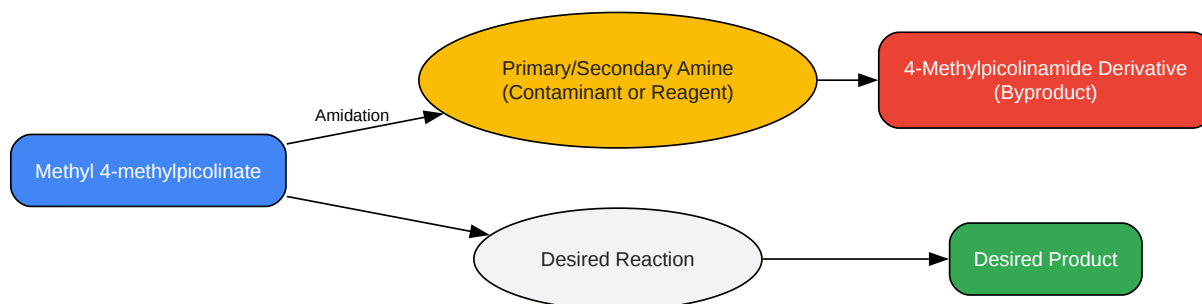 Primary/Secondary Amine
(Contaminant or Reagent)
4-Methylpicolinamide Derivative
(Byproduct)
Amidation
Methyl 4-methylpicolinate
Desired Reaction
Desired Product